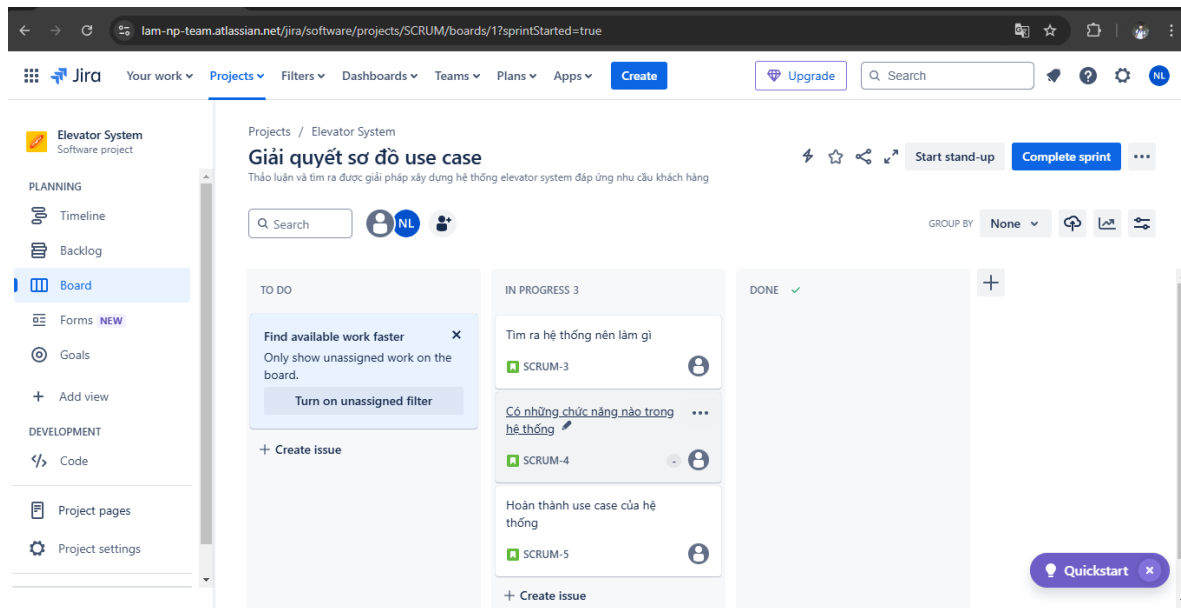 lam-np-team.atlassian.net/jira/software/projects/SCRUM/boards/1?sprintStarted=true
Jira Your work Projects Filters Dashboards Teams Plans Apps Create Upgrade Search NL
Elevator System
Software project
PLANNING
Timeline
Backlog
Board
Forms NEW
Goals
Add view
DEVELOPMENT
Code
Project pages
Project settings
Projects / Elevator System
Giải quyết sơ đồ use case
Thảo luận và tìm ra được giải pháp xây dựng hệ thống elevator system đáp ứng nhu cầu khách hàng
Start stand-up Complete sprint
Search NL
GROUP BY None
TO DO
Find available work faster
Only show unassigned work on the
board.
Turn on unassigned filter
+ Create issue
IN PROGRESS 3
Tìm ra hệ thống nên làm gì
SCRUM-3
Có những chức năng nào trong
hệ thống
SCRUM-4 -
Hoàn thành use case của hệ
thống
SCRUM-5
+ Create issue
DONE
Quickstart